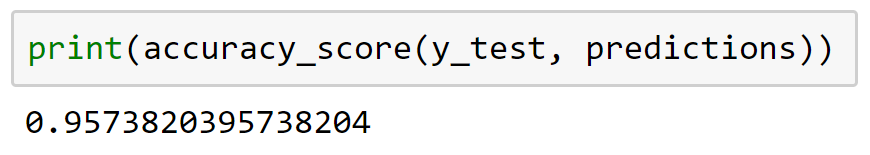 print(accuracy_score(y_test, predictions))
0.9573820395738204